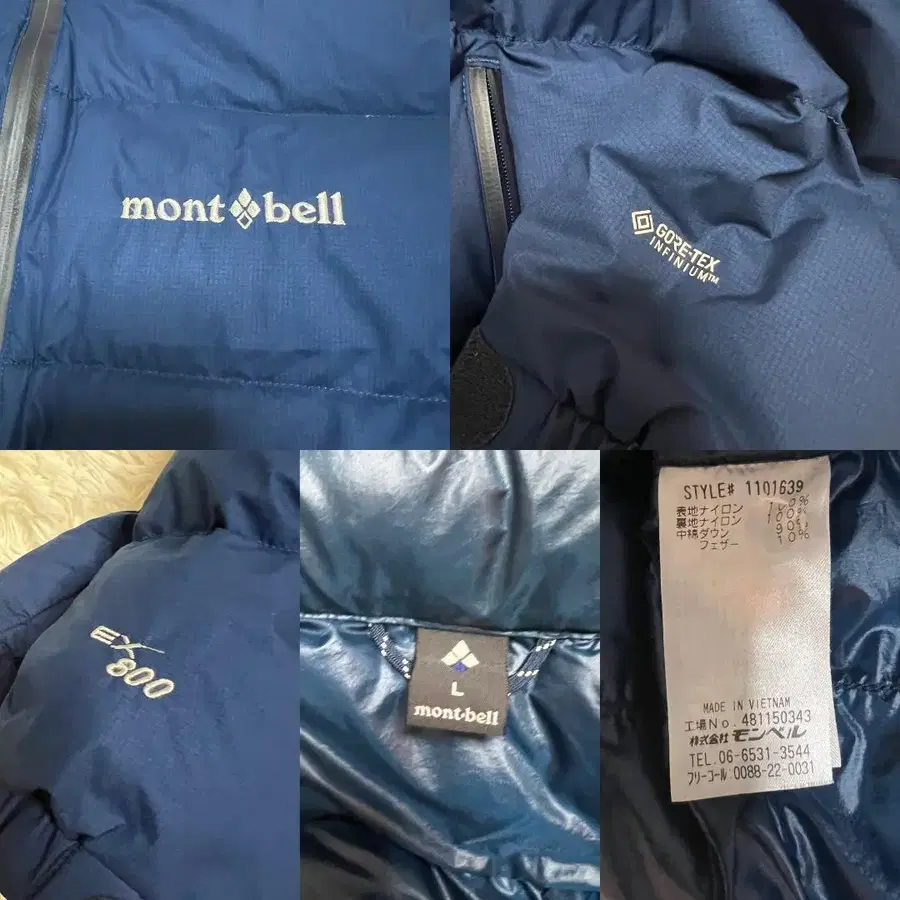 mont bell
GORE-TEX
INFINIUM™
EX
800
L
mont·bell
STYLE# 1101639
表地ナイロン 100%
裏地ナイロン 100%
中綿ダウン 90%
フェザー 10%
MADE IN VIETNAM
工場No. 481150343
株式会社モンベル
TEL.06-6531-3544
フリーコール:0088-22-0031